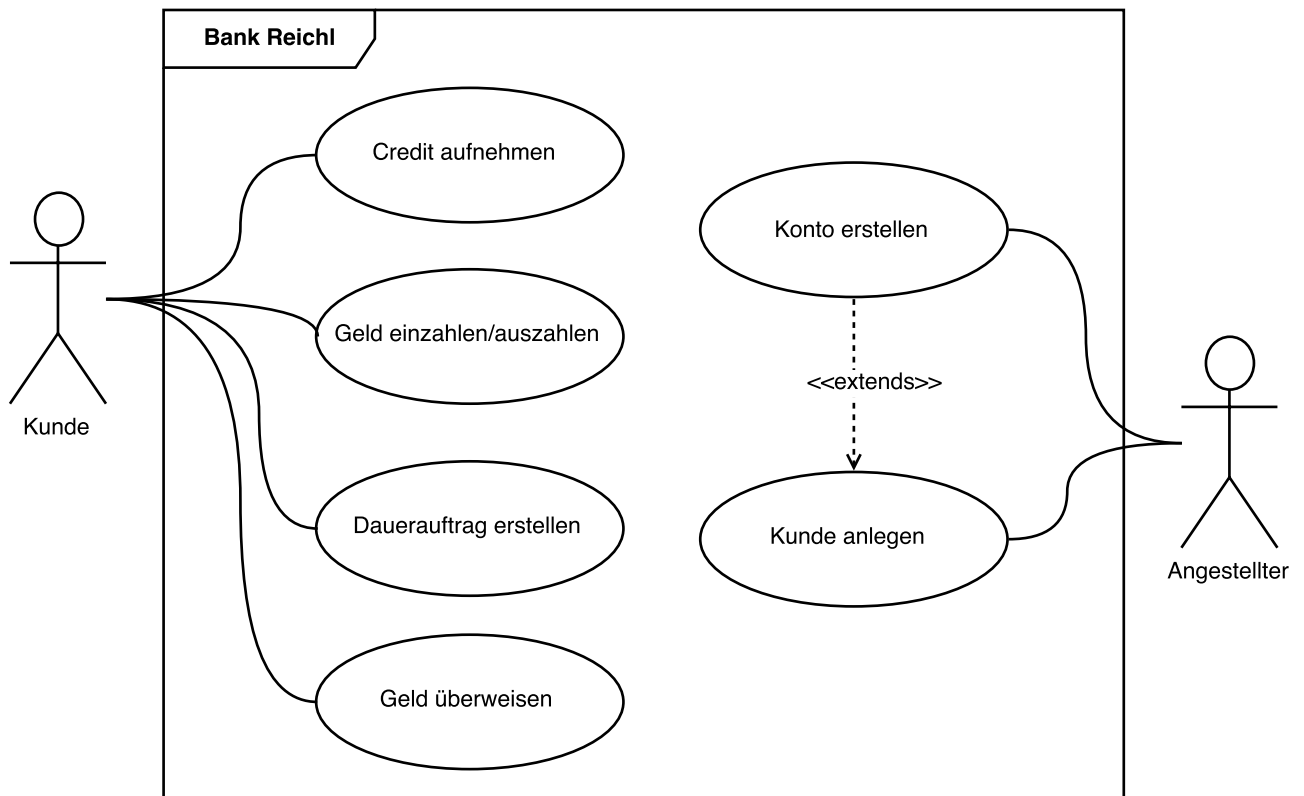 Bank Reichl
Credit aufnehmen
Konto erstellen
Geld einzahlen/auszahlen
<<extends>>
Kunde
Dauerauftrag erstellen
Kunde anlegen
Angestellter
Geld überweisen